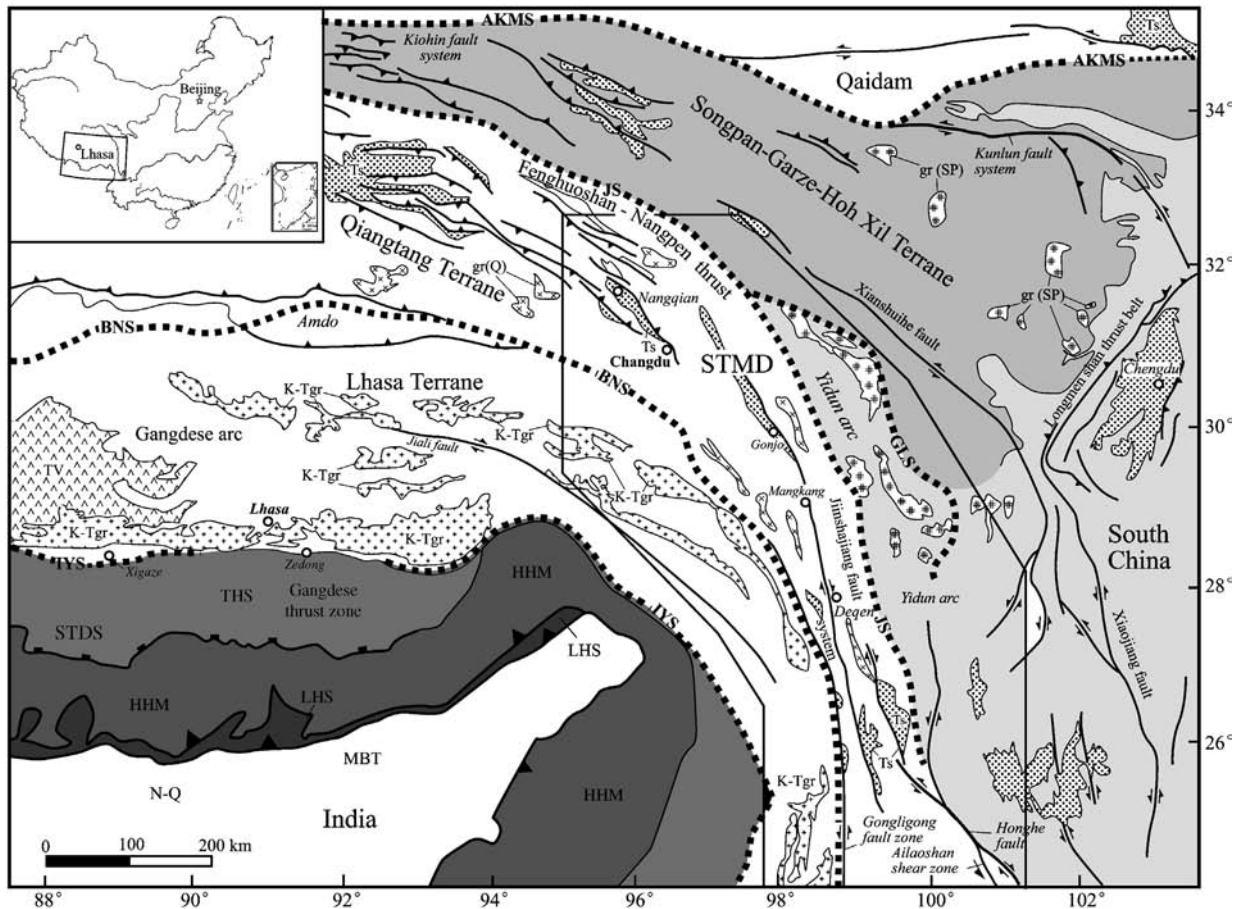 AKMS
Kiohin fault
system
Ts
AKMS
Qaidam
Beijing
Lhasa
34°
Songpan-Garze-Hoh Xil Terrane
Kunlun fault
system
gr (SP)
Ts
Fenghuoshan - Nangpen thrust
JS
Qiangtang Terrane
gr(Q)
32°
Nangqian
gr (SP)
Xianshuihe fault
BNS
Amdo
Ts
Changdu
STMD
BNS
Longmen shan thrust belt
Chengdu
Lhasa Terrane
K-Tgr
Yidun arc
30°
Gangdese arc
K-Tgr
Jiali fault
Gonjo
GLS
TV
K-Tgr
K-Tgr
Mangkang
Lhasa
K-Tgr
K-Tgr
Jinshajiang fault
system
South
China
IYS
Xigaze
Zedong
HHM
28°
THS
Gangdese
thrust zone
Deqen
Yidun arc
IYS
JS
STDS
LHS
Xiaojiang fault
HHM
LHS
26°
MBT
Ts
Ts
N-Q
HHM
K-Tgr
India
Gongligong
fault zone
Honghe
fault
Ailaoshan
shear zone
0 100 200 km
88° 90° 92° 94° 96° 98° 100° 102°